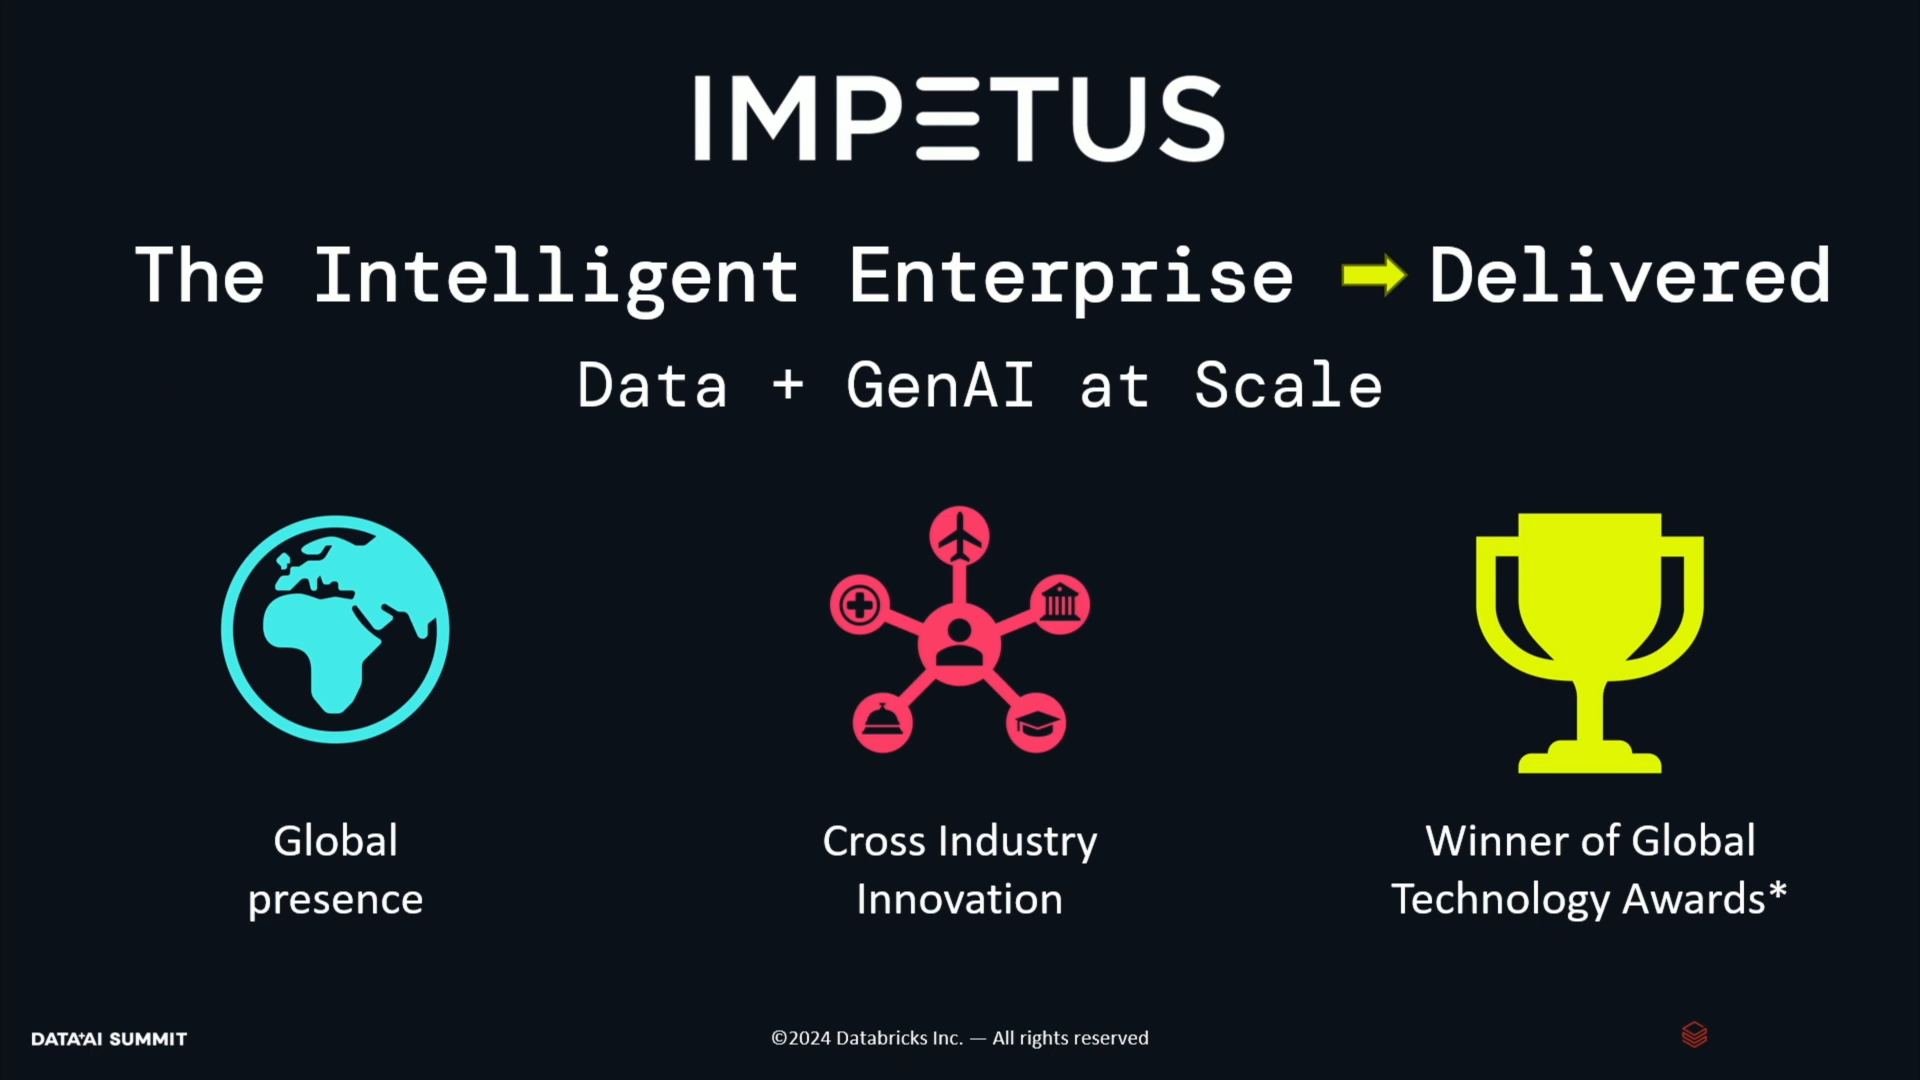 IMPETUS
The Intelligent Enterprise ➡ Delivered
Data + GenAI at Scale
Global
presence
Cross Industry
Innovation
Winner of Global
Technology Awards*
DATA+AI SUMMIT
©2024 Databricks Inc. — All rights reserved